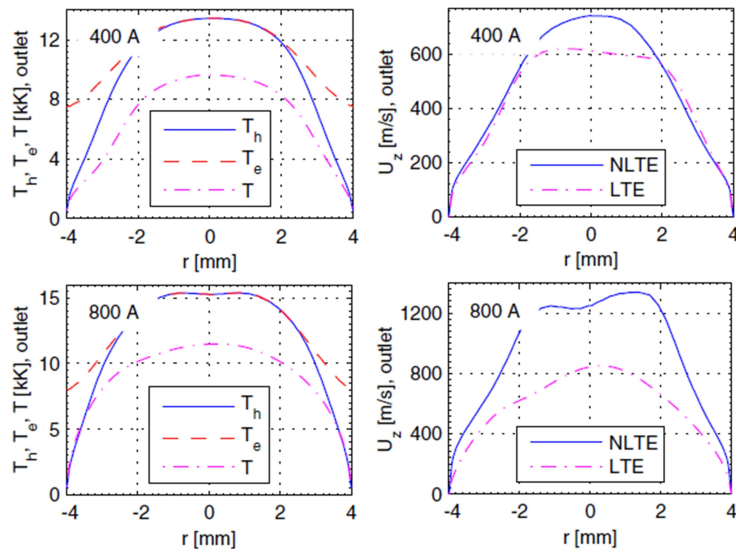 400 A
T_h, T_e, T [kK], outlet
12
8
4
0
T_h
T_e
T
-4 -2 0 2 4
r [mm]
400 A
U_z [m/s], outlet
600
400
200
0
NLTE
LTE
-4 -2 0 2 4
r [mm]
800 A
T_h, T_e, T [kK], outlet
15
10
15
0
T_h
T_e
T
-4 -2 0 2 4
r [mm]
800 A
U_z [m/s], outlet
1200
800
400
0
NLTE
LTE
-4 -2 0 2 4
r [mm]